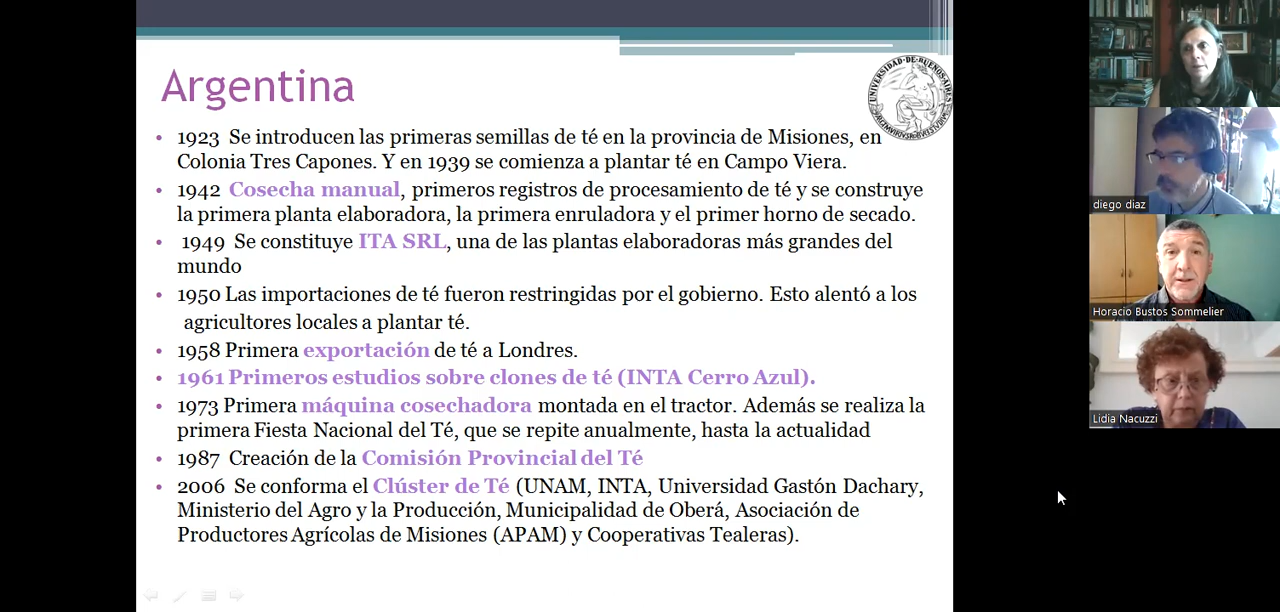 Argentina
UNIVERSIDAD DE BUENOS AIRES
• 1923 Se introducen las primeras semillas de té en la provincia de Misiones, en
Colonia Tres Capones. Y en 1939 se comienza a plantar té en Campo Viera.
• 1942 Cosecha manual, primeros registros de procesamiento de té y se construye
la primera planta elaboradora, la primera enruladora y el primer horno de secado.
• 1949 Se constituye ITA SRL, una de las plantas elaboradoras más grandes del
mundo
• 1950 Las importaciones de té fueron restringidas por el gobierno. Esto alentó a los
agricultores locales a plantar té.
• 1958 Primera exportación de té a Londres.
• 1961 Primeros estudios sobre clones de té (INTA Cerro Azul).
• 1973 Primera máquina cosechadora montada en el tractor. Además se realiza la
primera Fiesta Nacional del Té, que se repite anualmente, hasta la actualidad
• 1987 Creación de la Comisión Provincial del Té
• 2006 Se conforma el Clúster de Té (UNAM, INTA, Universidad Gastón Dachary,
Ministerio del Agro y la Producción, Municipalidad de Oberá, Asociación de
Productores Agrícolas de Misiones (APAM) y Cooperativas Tealeras).
diego diaz
Horacio Bustos Sommelier
Lidia Nacuzzi